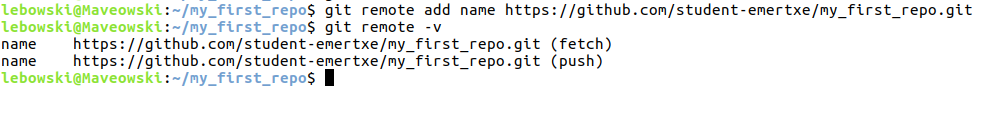 lebowski@Maveowski:~/my_first_repo$ git remote add name https://github.com/student-emertxe/my_first_repo.git
lebowski@Maveowski:~/my_first_repo$ git remote -v
name    https://github.com/student-emertxe/my_first_repo.git (fetch)
name    https://github.com/student-emertxe/my_first_repo.git (push)
lebowski@Maveowski:~/my_first_repo$